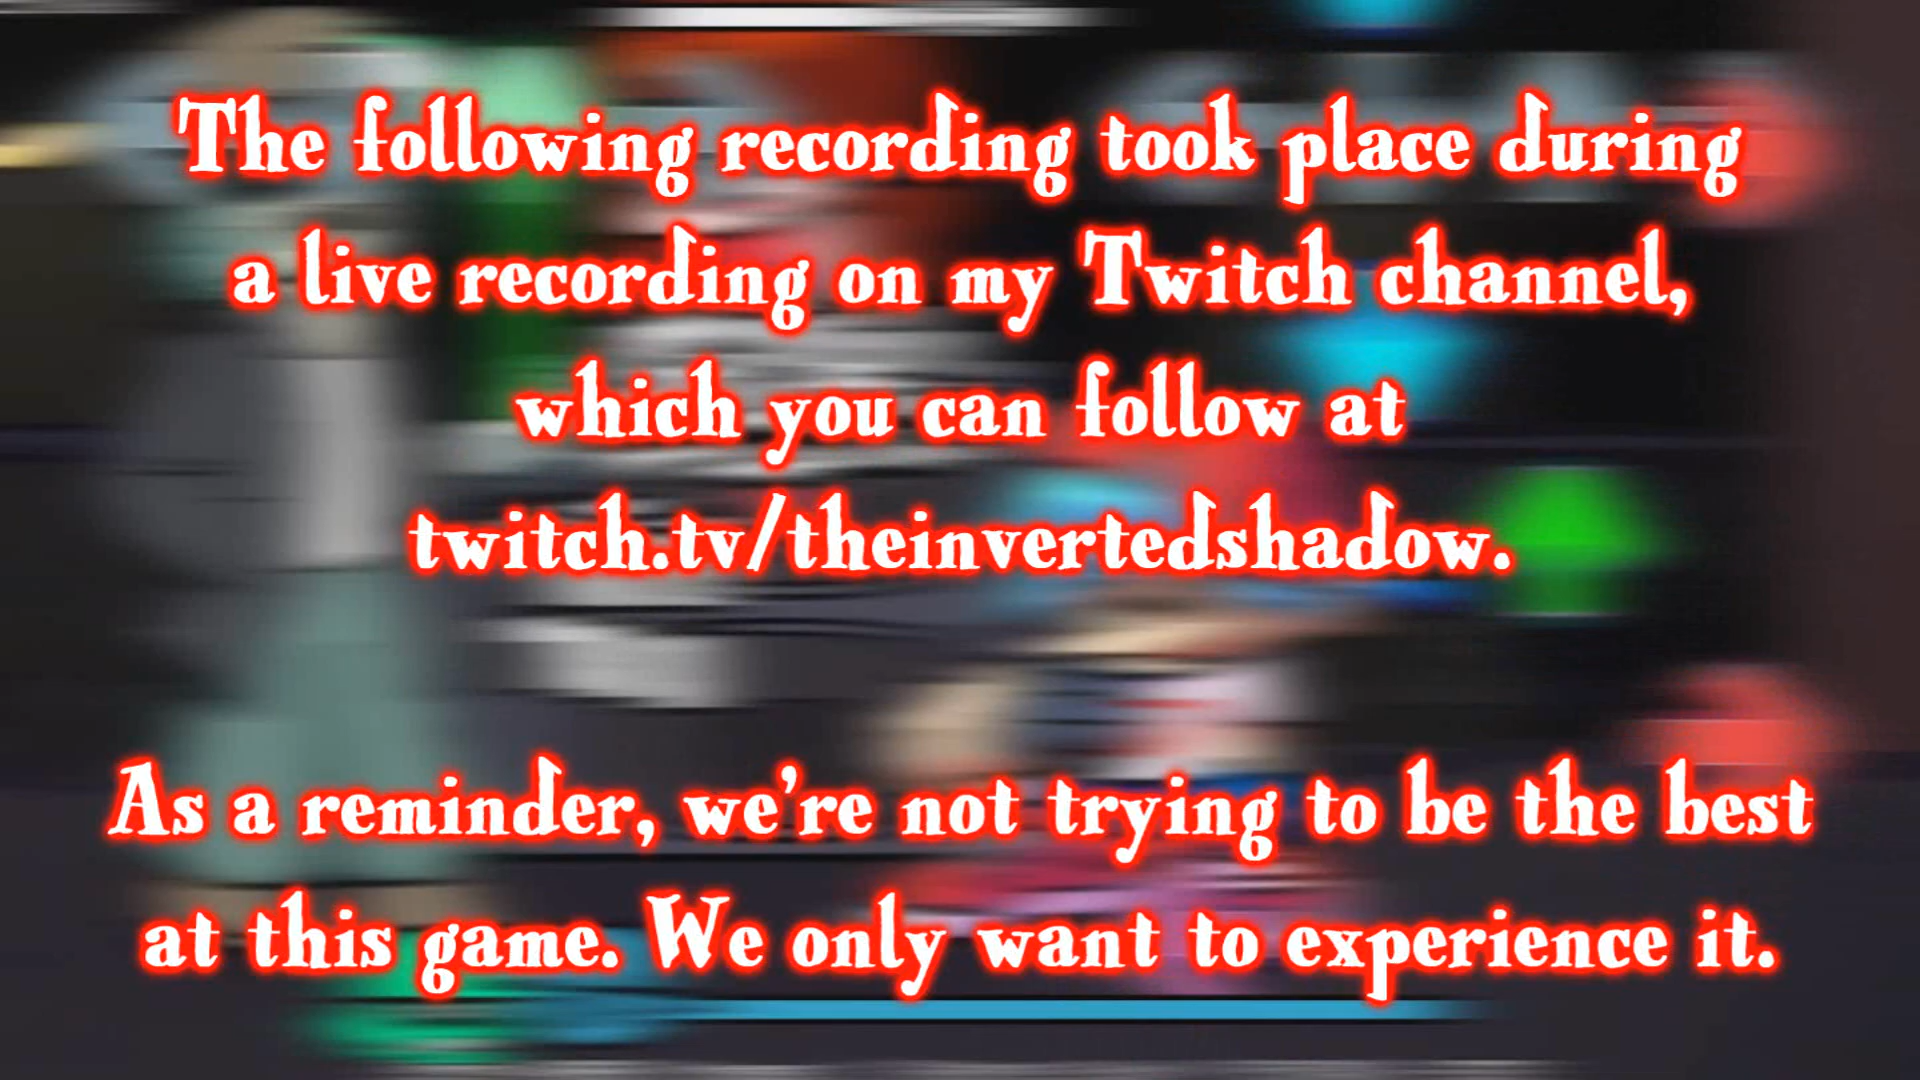 The following recording took place during
a live recording on my Twitch channel,
which you can follow at
twitch.tv/theinvertedshadow.
As a reminder, we're not trying to be the best
at this game. We only want to experience it.